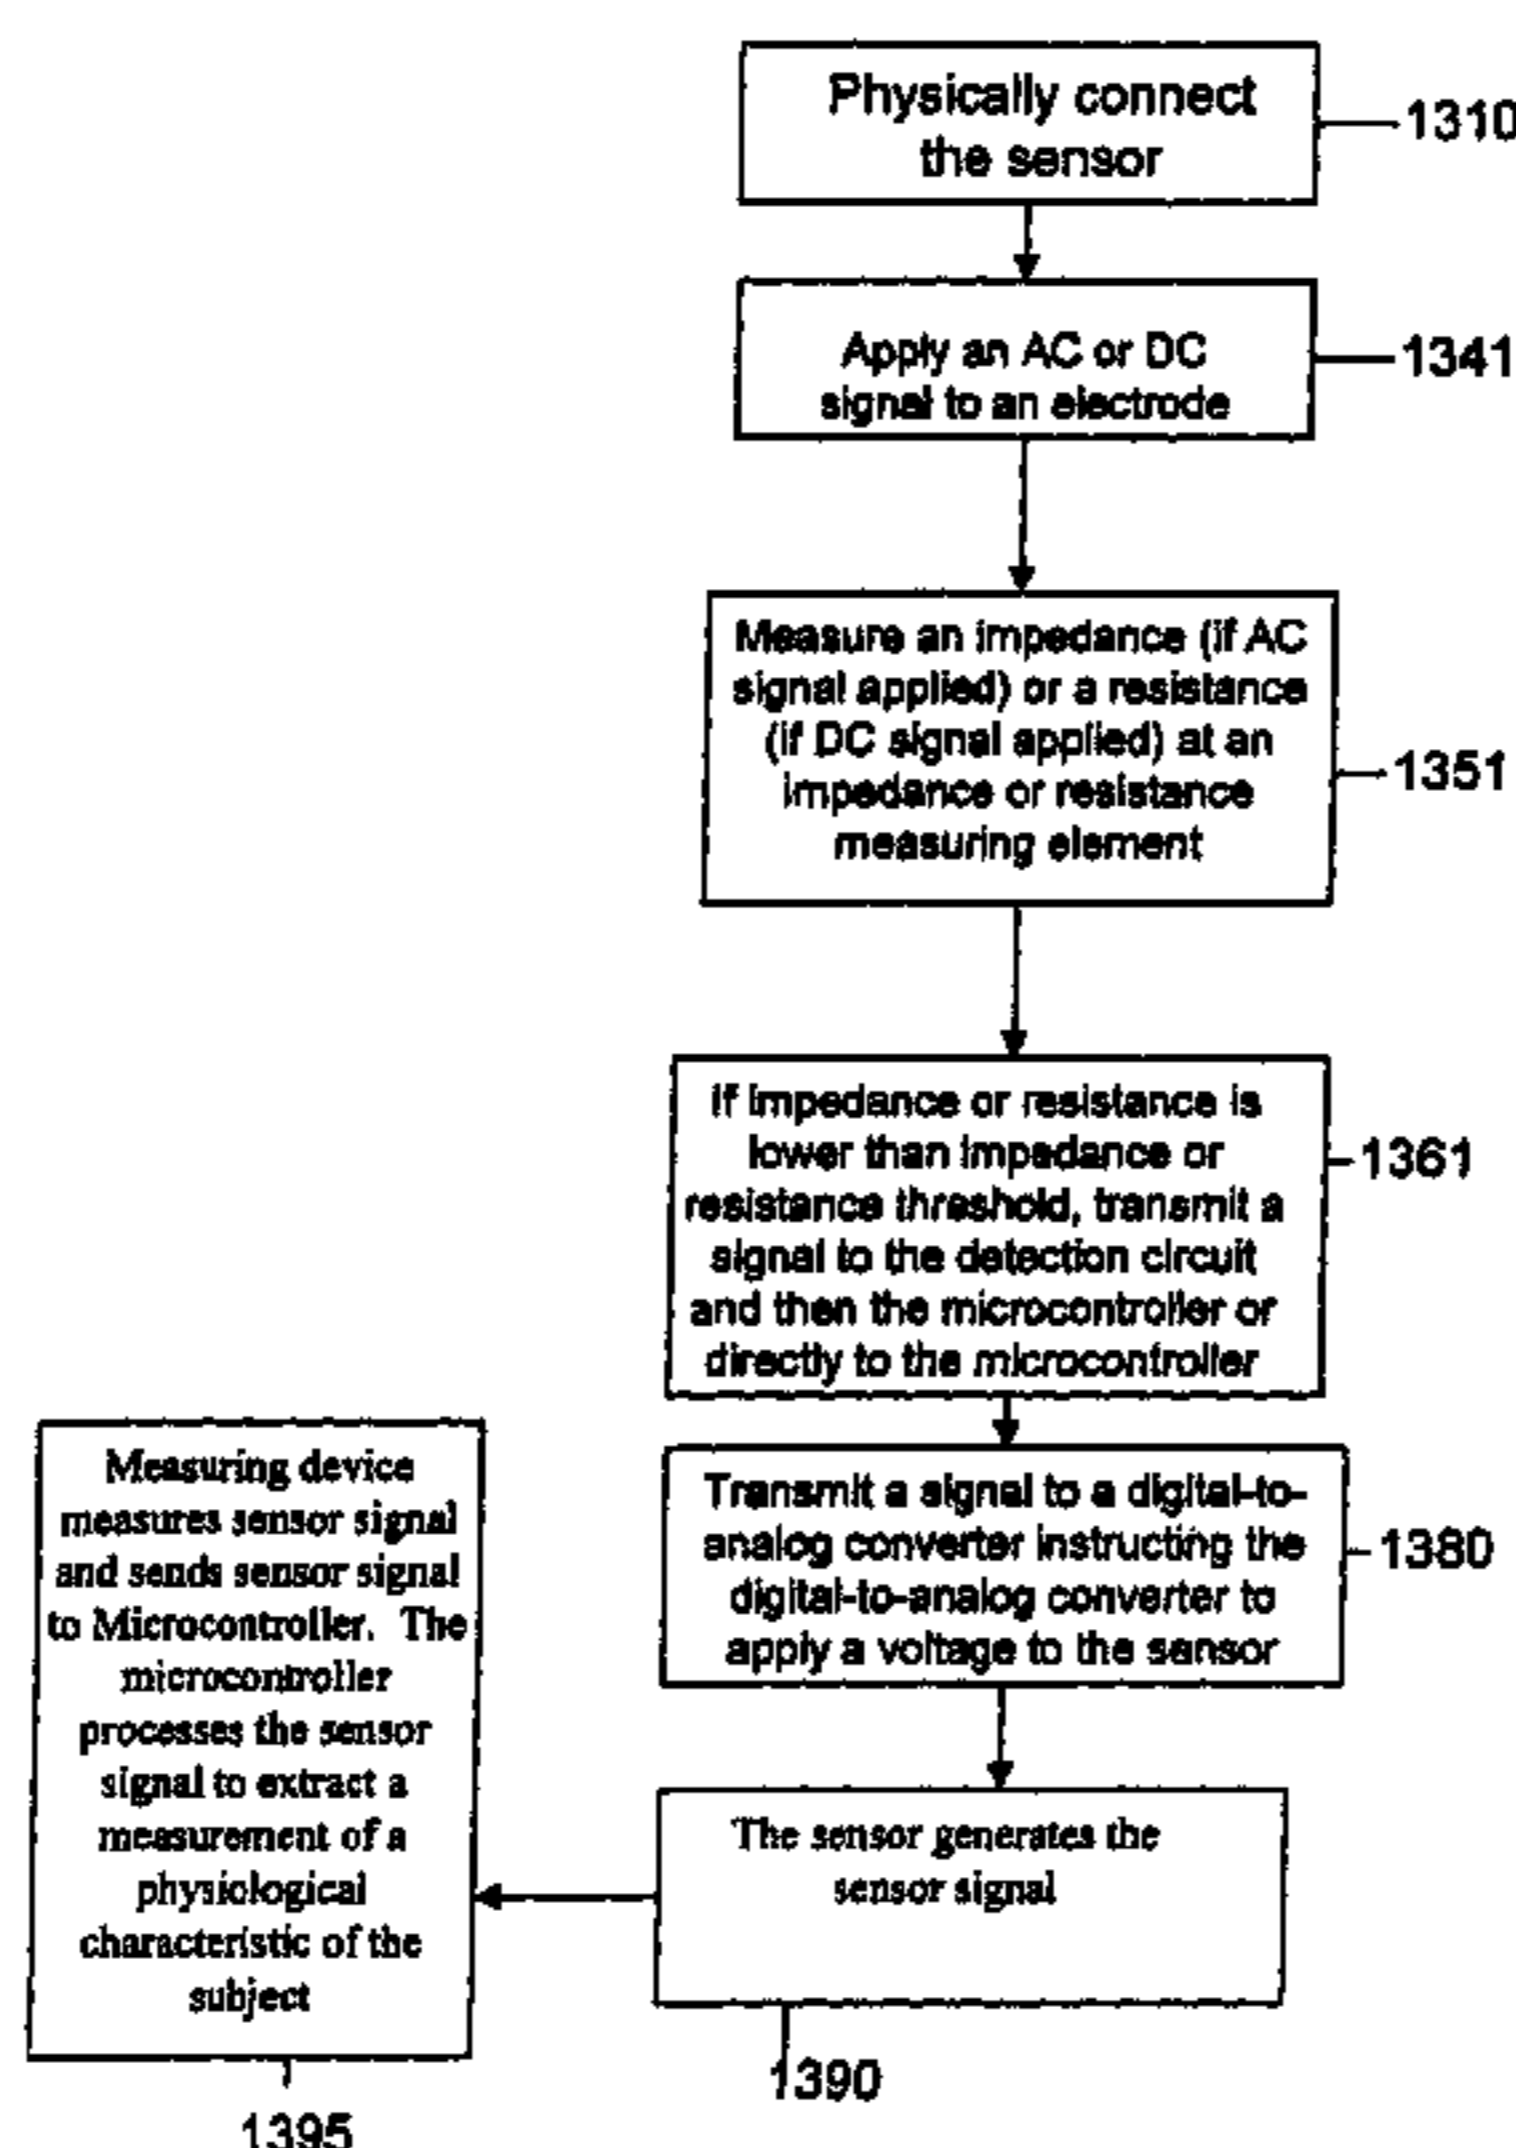 Physically connect
the sensor
1310
Apply an AC or DC
signal to an electrode
1341
Measure an impedance (if AC
signal applied) or a resistance
(if DC signal applied) at an
impedance or resistance
measuring element
1351
If impedance or resistance is
lower than impedance or
resistance threshold, transmit a
signal to the detection circuit
and then the microcontroller or
directly to the microcontroller
1361
Transmit a signal to a digital-to-
analog converter instructing the
digital-to-analog converter to
apply a voltage to the sensor
1380
The sensor generates the
sensor signal
1390
Measuring device
measures sensor signal
and sends sensor signal
to Microcontroller. The
microcontroller
processes the sensor
signal to extract a
measurement of a
physiological
characteristic of the
subject
1395